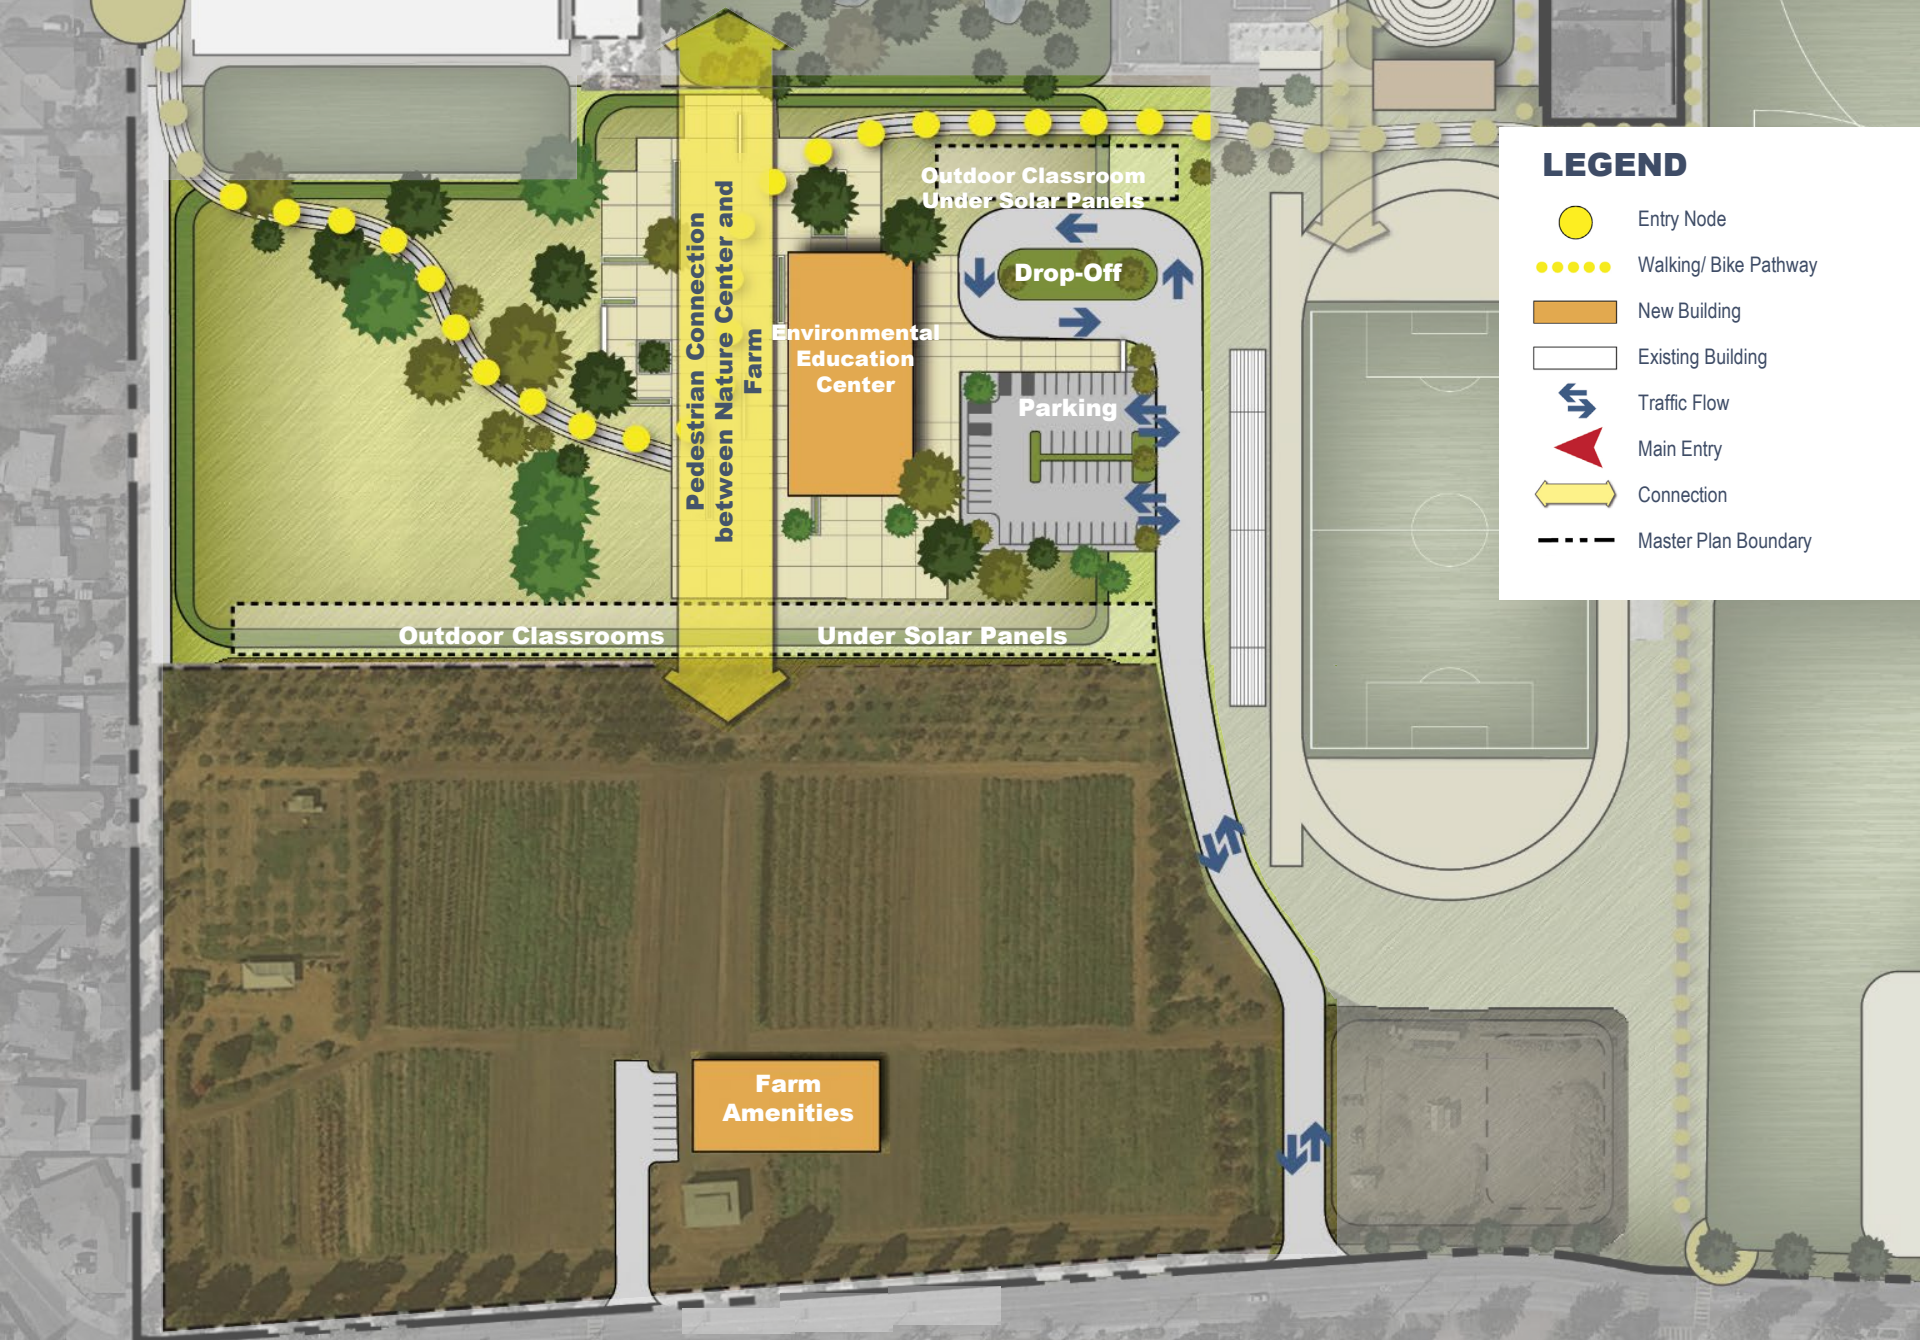 Outdoor Classroom
Under Solar Panels
Drop-Off
Pedestrian Connection
between Nature Center and
Farm
Environmental
Education
Center
Parking
Outdoor Classrooms
Under Solar Panels
Farm
Amenities
LEGEND
Entry Node
Walking/ Bike Pathway
New Building
Existing Building
Traffic Flow
Main Entry
Connection
Master Plan Boundary